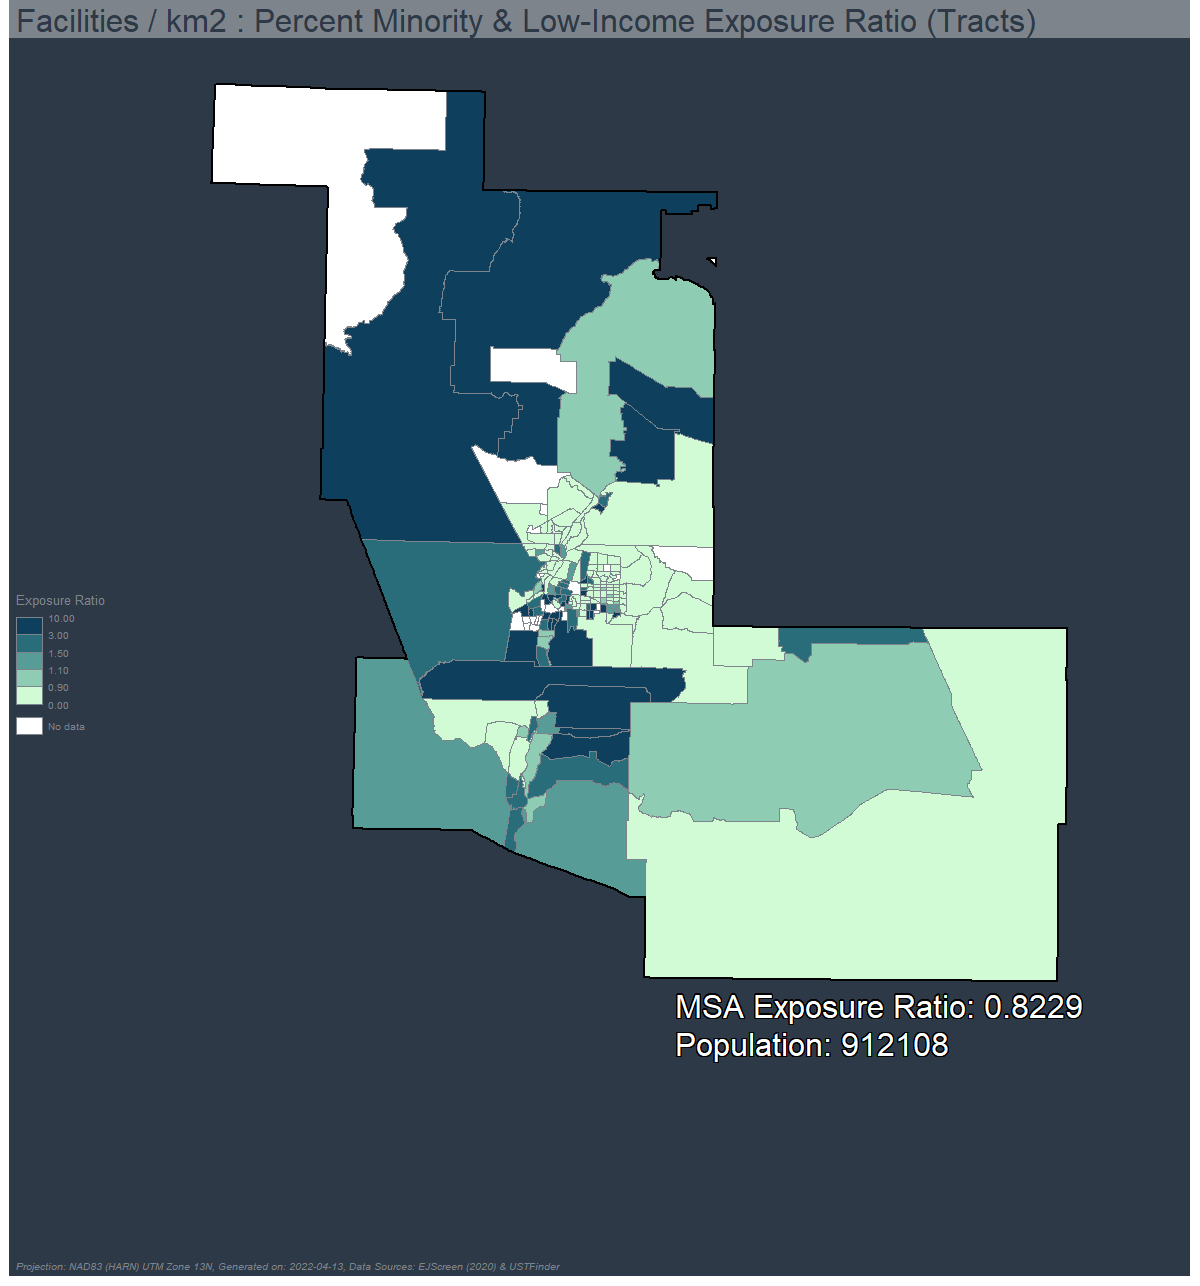 Facilities / km2 : Percent Minority & Low-Income Exposure Ratio (Tracts)
Exposure Ratio
10.00
3.00
1.50
1.10
0.90
0.00
No data
MSA Exposure Ratio: 0.8229
Population: 912108
Projection: NAD83 (HARN) UTM Zone 13N, Generated on: 2022-04-13, Data Sources: EJScreen (2020) & USTFinder